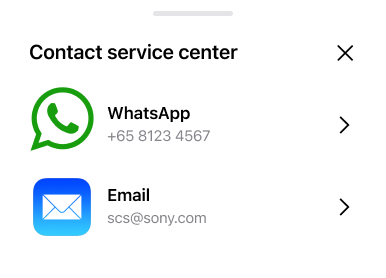 Contact service center
WhatsApp
+65 8123 4567
Email
scs@sony.com